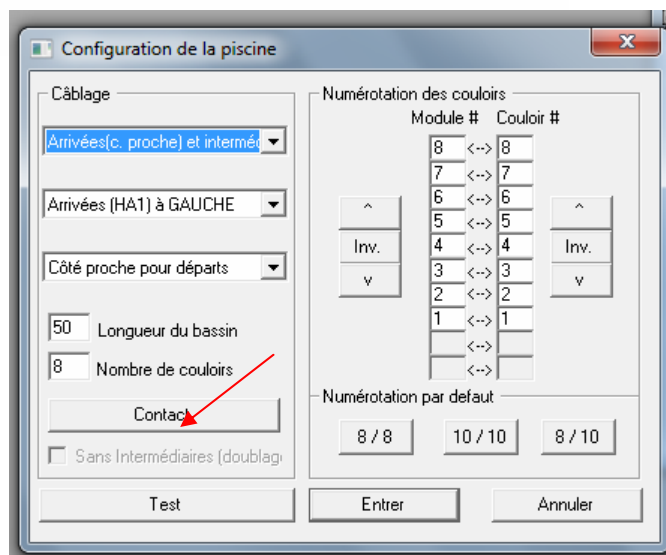 Configuration de la piscine
Câblage
Arrivées(c. proche) et interméc
Arrivées (HA1) à GAUCHE
Côté proche pour départs
50 Longueur du bassin
8 Nombre de couloirs
Contact
Sans Intermédiaires (doublage
Test
Numérotation des couloirs
Module # Couloir #
8 <--> 8
7 <--> 7
6 <--> 6
5 <--> 5
4 <--> 4
3 <--> 3
2 <--> 2
1 <--> 1
<-->
<-->
^
Inv.
v
^
Inv.
v
Numérotation par defaut
8 / 8 10 / 10 8 / 10
Entrer
Annuler